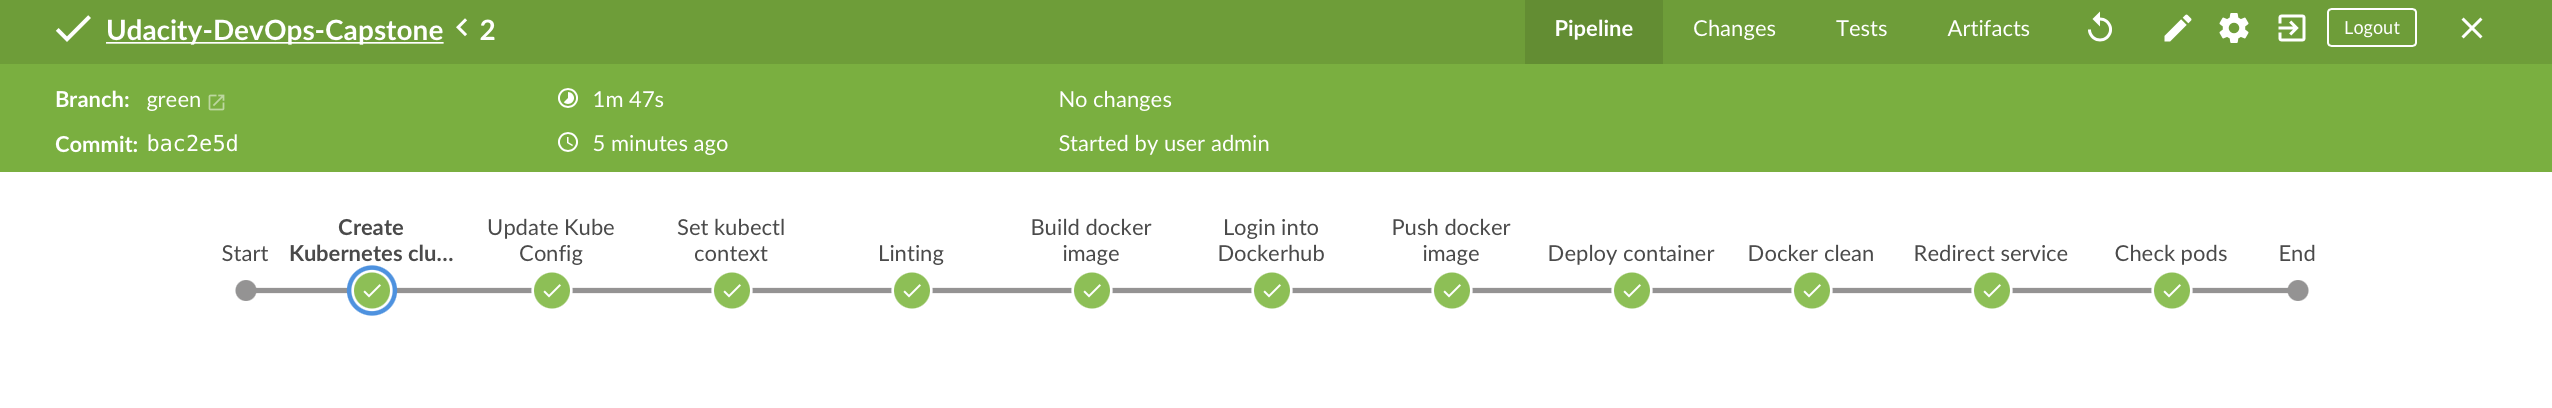 Udacity-DevOps-Capstone < 2
Pipeline
Changes
Tests
Artifacts
Logout
Branch: green
1m 47s
No changes
Commit: bac2e5d
5 minutes ago
Started by user admin
Start
Create
Kubernetes clu...
Update Kube
Config
Set kubectl
context
Linting
Build docker
image
Login into
Dockerhub
Push docker
image
Deploy container
Docker clean
Redirect service
Check pods
End